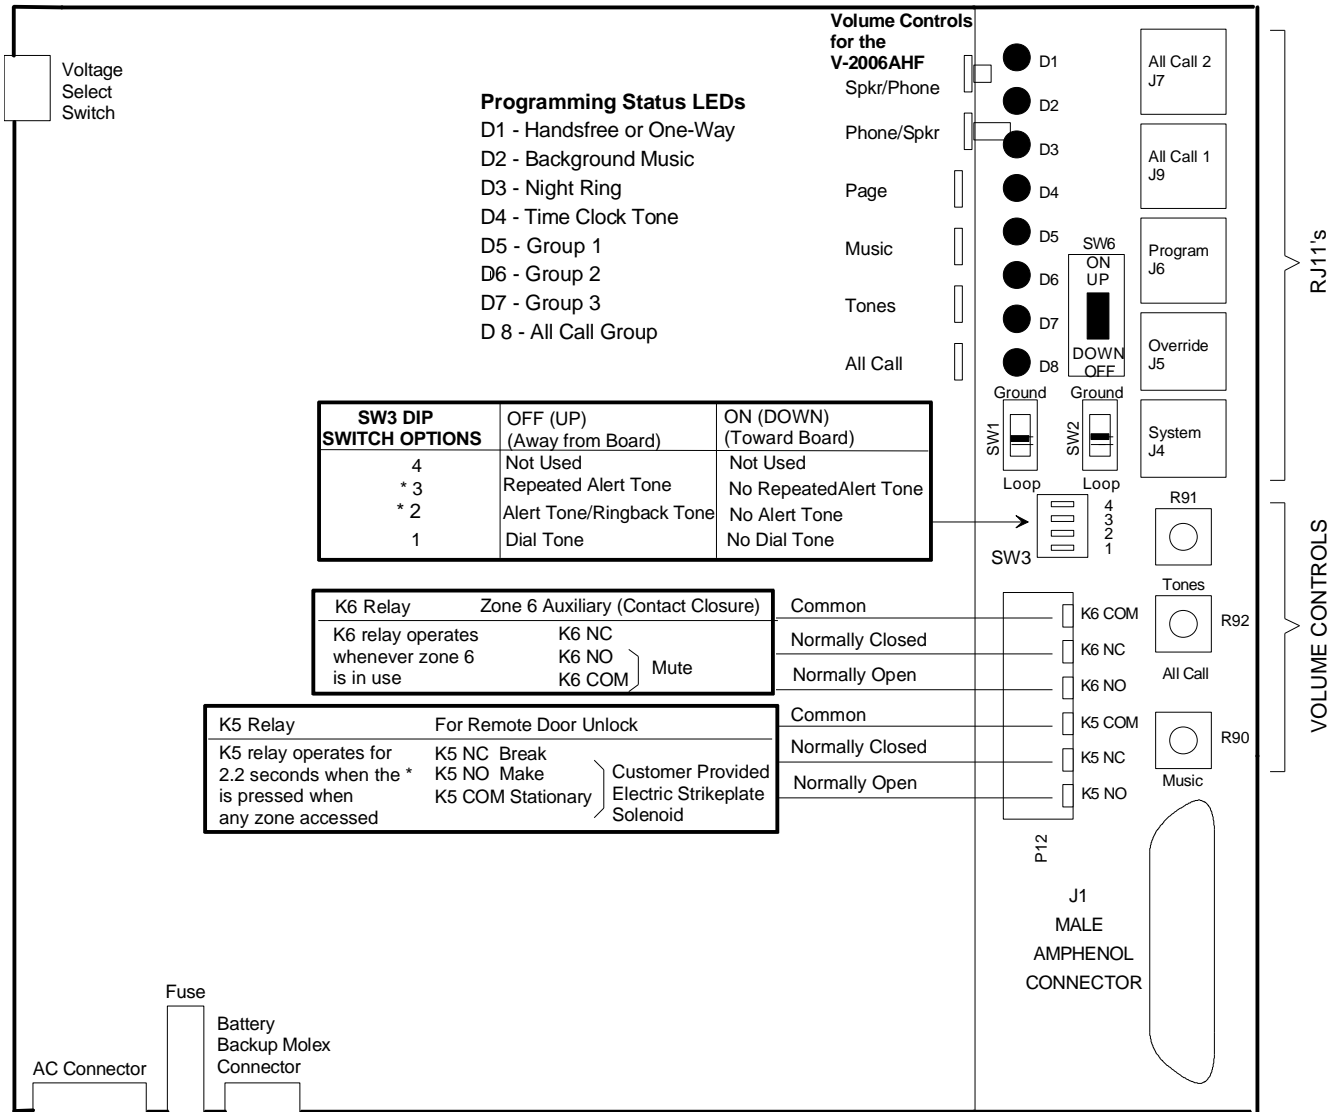 Voltage
Select
Switch
Programming Status LEDs
D1 - Handsfree or One-Way
D2 - Background Music
D3 - Night Ring
D4 - Time Clock Tone
D5 - Group 1
D6 - Group 2
D7 - Group 3
D 8 - All Call Group
Volume Controls
for the
V-2006AHF
Spkr/Phone
Phone/Spkr
Page
Music
Tones
All Call
D1
D2
D3
D4
D5
D6
D7
D8
SW6
ON
UP
DOWN
OFF
All Call 2
J7
All Call 1
J9
Program
J6
Override
J5
System
J4
RJ11's
Ground
SW1
Loop
Ground
SW2
Loop
SW3 DIP SWITCH OPTIONS OFF (UP) (Away from Board) ON (DOWN) (Toward Board)
4 Not Used Not Used
* 3 Repeated Alert Tone No RepeatedAlert Tone
* 2 Alert Tone/Ringback Tone No Alert Tone
1 Dial Tone No Dial Tone
SW3
4
3
2
1
R91
Tones
R92
All Call
R90
Music
VOLUME CONTROLS
K6 Relay Zone 6 Auxiliary (Contact Closure)
K6 relay operates
whenever zone 6
is in use
K6 NC
K6 NO
K6 COM
Mute
Common
Normally Closed
Normally Open
K6 COM
K6 NC
K6 NO
K5 Relay For Remote Door Unlock
K5 relay operates for
2.2 seconds when the *
is pressed when
any zone accessed
K5 NC Break
K5 NO Make
K5 COM Stationary
Customer Provided
Electric Strikeplate
Solenoid
Common
Normally Closed
Normally Open
K5 COM
K5 NC
K5 NO
P12
J1
MALE
AMPHENOL
CONNECTOR
AC Connector
Fuse
Battery
Backup Molex
Connector